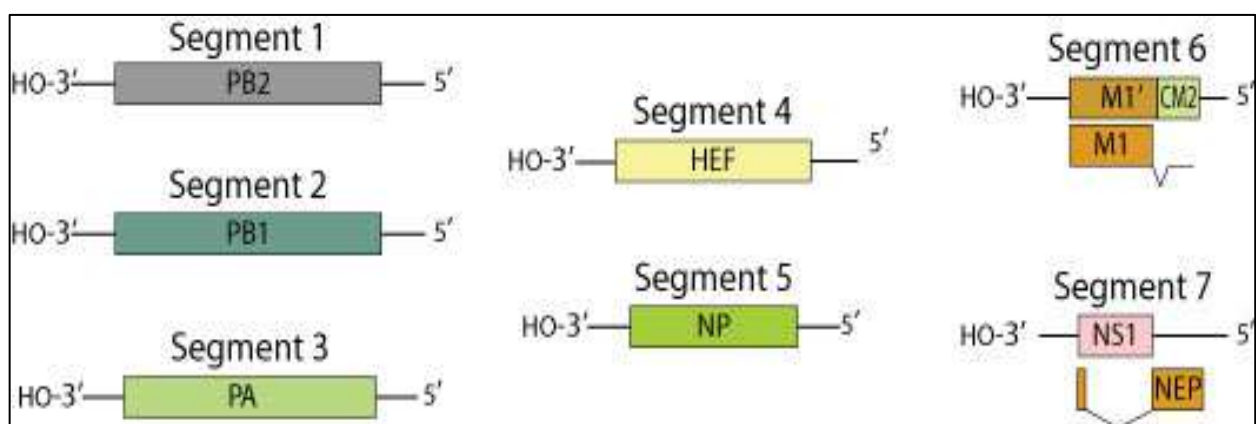 Segment 1
HO-3′ PB2 5′
Segment 2
HO-3′ PB1 5′
Segment 3
HO-3′ PA 5′
Segment 4
HO-3′ HEF 5′
Segment 5
HO-3′ NP 5′
Segment 6
HO-3′ M1′ CM2 5′
M1
Segment 7
HO-3′ NS1 5′
NEP